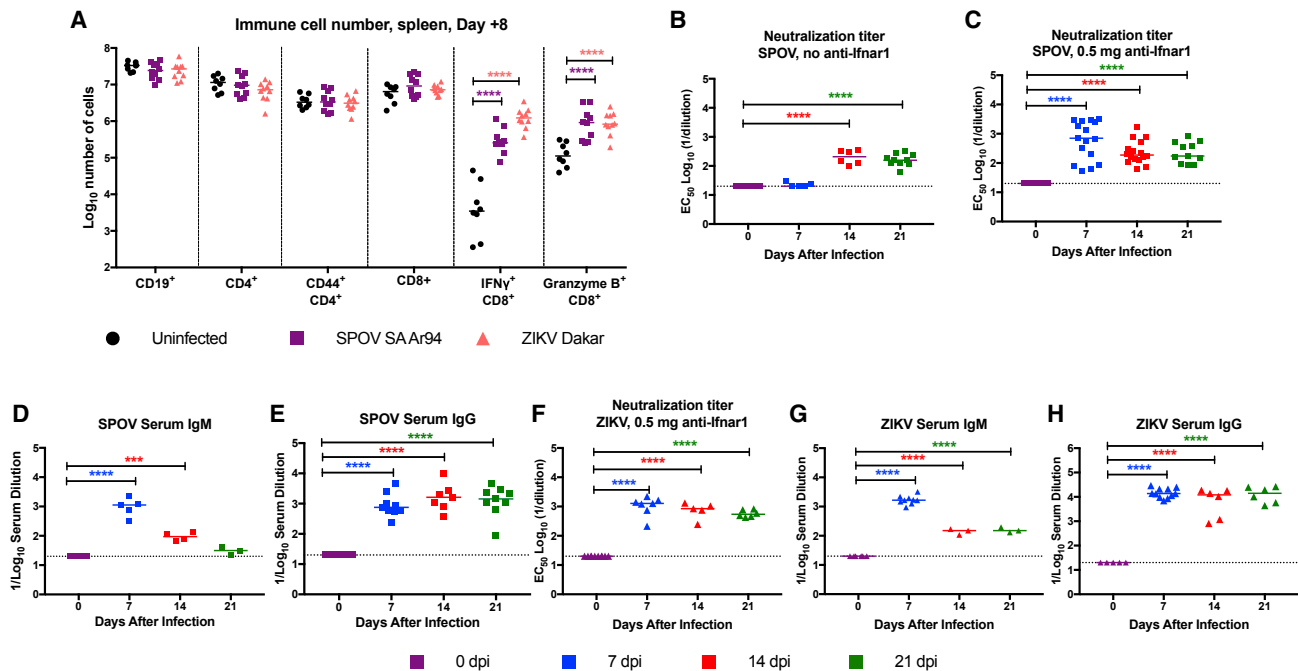 A
Immune cell number, spleen, Day +8
Log10 number of cells
8
7
6
5
4
3
2
****
****
****
****
CD19+
CD4+
CD44+
CD4+
CD8+
IFNγ+
CD8+
Granzyme B+
CD8+
Uninfected
SPOV SA Ar94
ZIKV Dakar
B
Neutralization titer
SPOV, no anti-Ifnar1
EC50 Log10 (1/dilution)
5
4
3
2
1
0
****
****
0 7 14 21
Days After Infection
C
Neutralization titer
SPOV, 0.5 mg anti-Ifnar1
EC50 Log10 (1/dilution)
5
4
3
2
1
0
****
****
****
0 7 14 21
Days After Infection
D
SPOV Serum IgM
1/Log10 Serum Dilution
5
4
3
2
1
0
***
****
0 7 14 21
Days After Infection
E
SPOV Serum IgG
1/Log10 Serum Dilution
5
4
3
2
1
0
****
****
****
0 7 14 21
Days After Infection
F
Neutralization titer
ZIKV, 0.5 mg anti-Ifnar1
EC50 Log10 (1/dilution)
5
4
3
2
1
0
****
****
****
0 7 14 21
Days After Infection
G
ZIKV Serum IgM
1/Log10 Serum Dilution
5
4
3
2
1
0
****
****
****
0 7 14 21
Days After Infection
H
ZIKV Serum IgG
1/Log10 Serum Dilution
6
5
4
3
2
1
0
****
****
****
0 7 14 21
Days After Infection
0 dpi
7 dpi
14 dpi
21 dpi